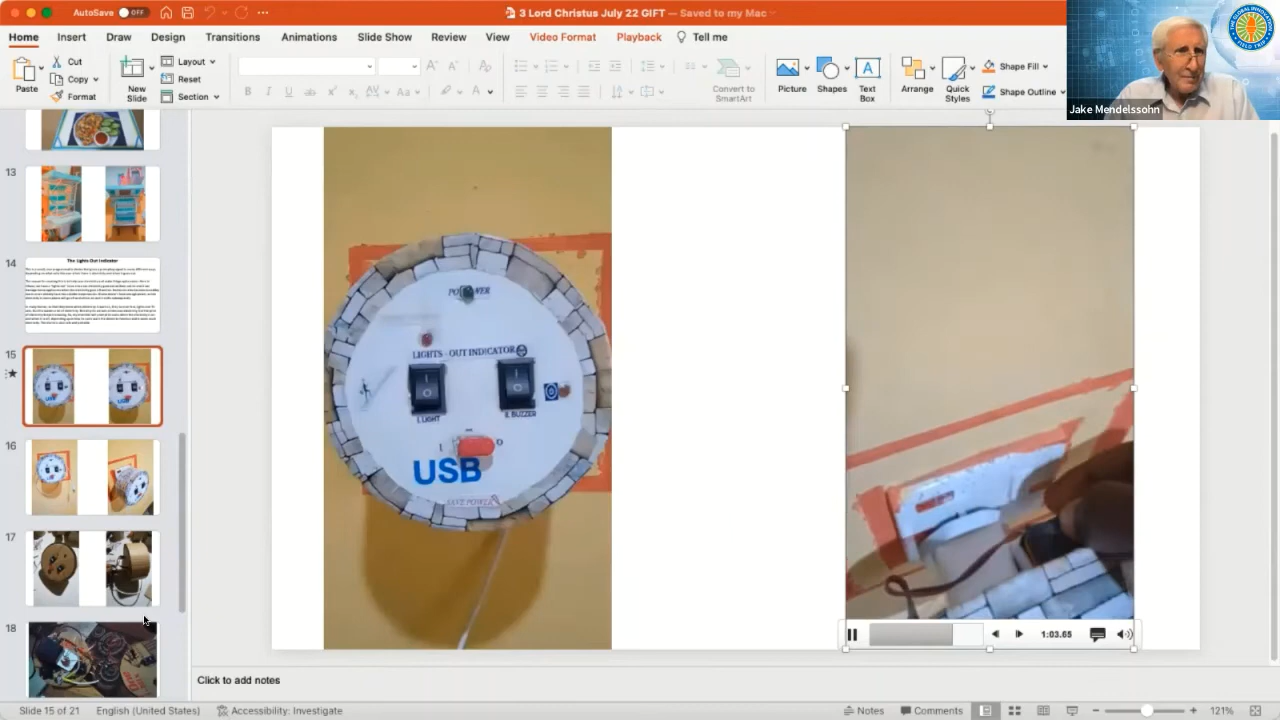 AutoSave OFF
3 Lord Christus July 22 GIFT — Saved to my Mac
Home Insert Draw Design Transitions Animations Slide Show Review View Video Format Playback Tell me
Paste
Cut
Copy
Format
New Slide
Layout
Reset
Section
Convert to SmartArt
Picture
Shapes
Text Box
Arrange
Quick Styles
Shape Fill
Shape Outline
Jake Mendelssohn
13
14
The Lights Out Indicator
15
16
17
18
POWER
LIGHTS - OUT INDICATOR
I. LIGHT
II. BUZZER
I O
USB
SAVE POWER
1:03.65
Click to add notes
Slide 15 of 21
English (United States)
Accessibility: Investigate
Notes
Comments
121%